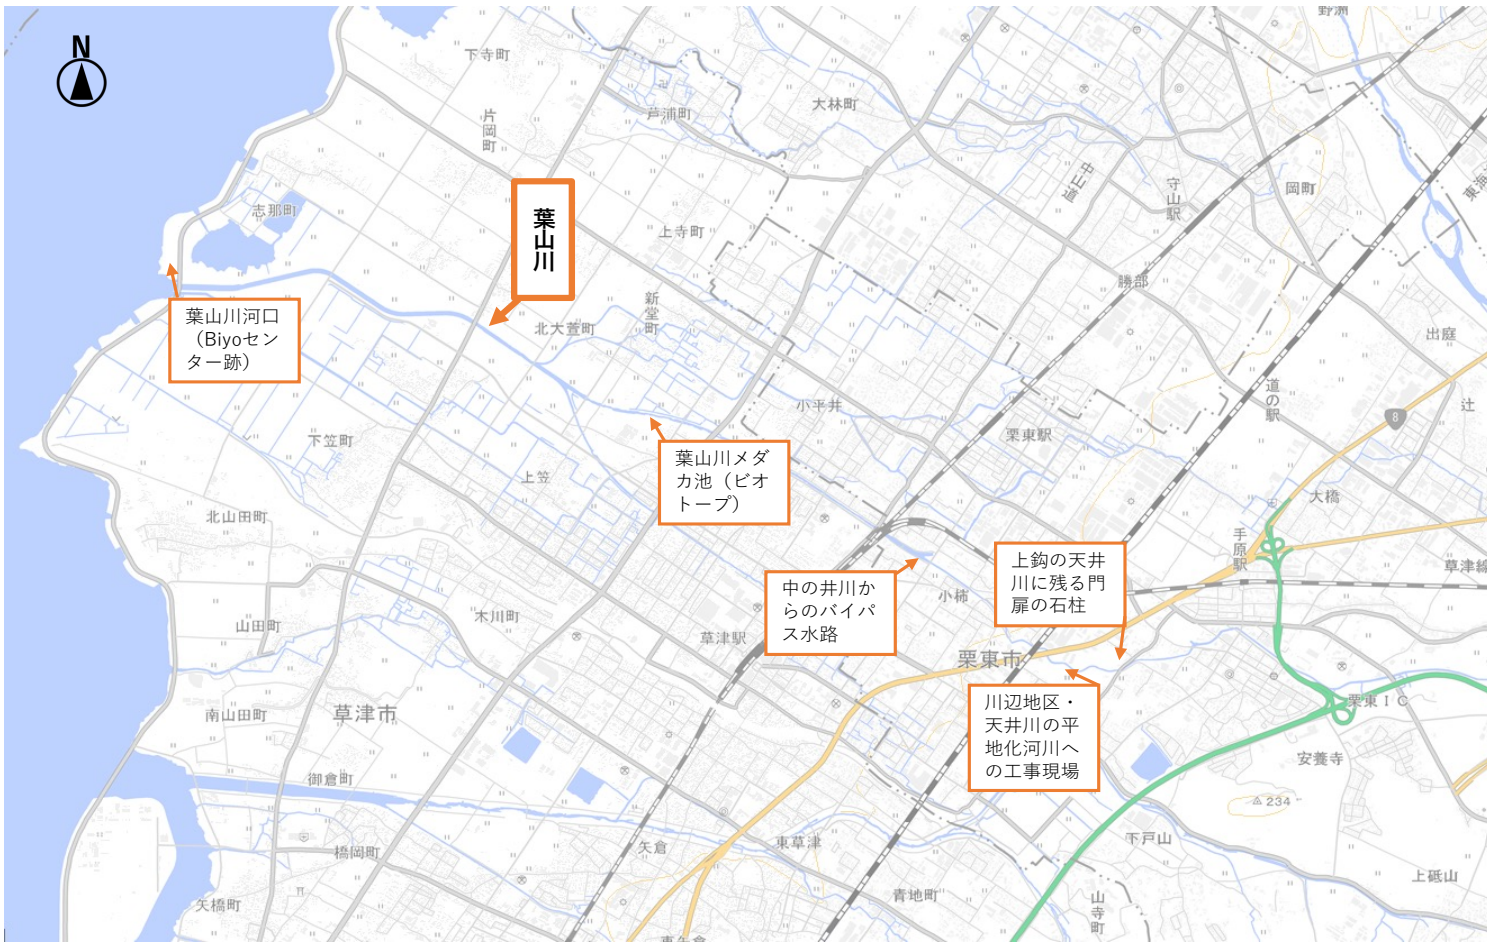 N
下寺町
野洲
片岡町
芦浦町
大林町
中山道
守山駅
岡町
志那町
葉山川
上寺町
勝部
葉山川河口
（Biyoセン
ター跡）
新堂町
北大萱町
出庭
道の駅
辻
8
小平井
栗東駅
下笠町
葉山川メダ
カ池（ビオ
トープ）
上笠
大橋
北山田町
手原駅
草津線
上鈎の天井
川に残る門
扉の石柱
中の井川か
らのバイパ
ス水路
小柿
木川町
山田町
草津駅
栗東市
川辺地区・
天井川の平
地化河川へ
の工事現場
栗東ＩＣ
南山田町
草津市
安養寺
御倉町
234
下戸山
東草津
矢倉
橋岡町
上砥山
青地町
山寺町
矢橋町